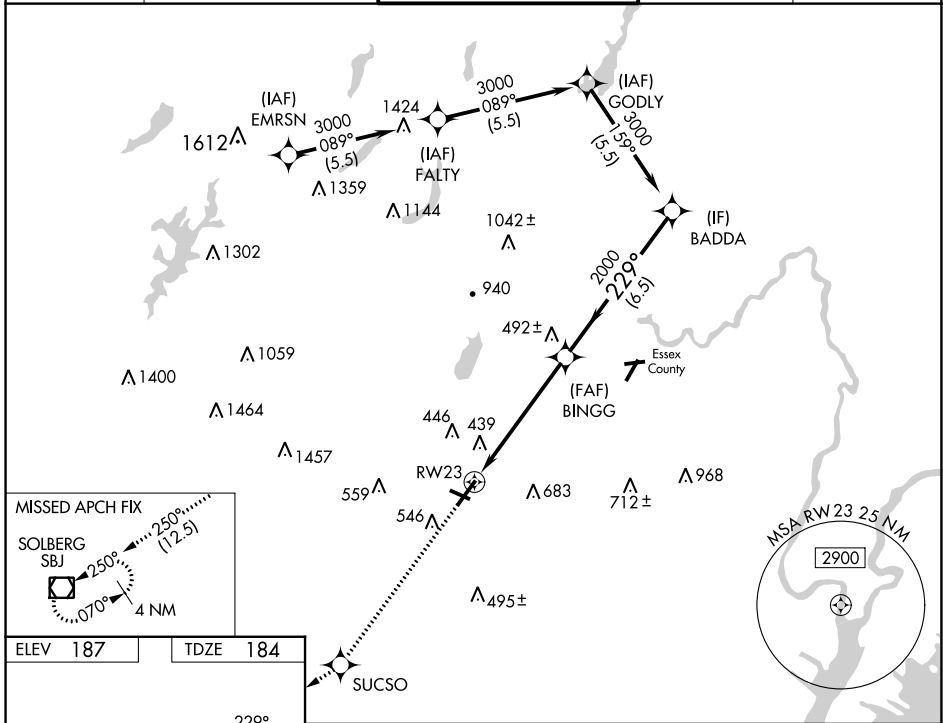 (IAF)
EMRSN
3000
089°
(5.5)
1424
(IAF)
FALTY
3000
089°
(5.5)
(IAF)
GODLY
3000
159°
(5.5)
(IF)
BADDA
1612
1359
1144
1042±
1302
940
2000
229°
(6.5)
492±
Essex
County
(FAF)
BINGG
1059
1400
1464
1457
446
439
RW23
559
546
683
712±
968
495±
SUCSO
MISSED APCH FIX
SOLBERG
SBJ
250°
(12.5)
250°
070°
4 NM
MSA RW 23 25 NM
2900
ELEV 187
TDZE 184
229°